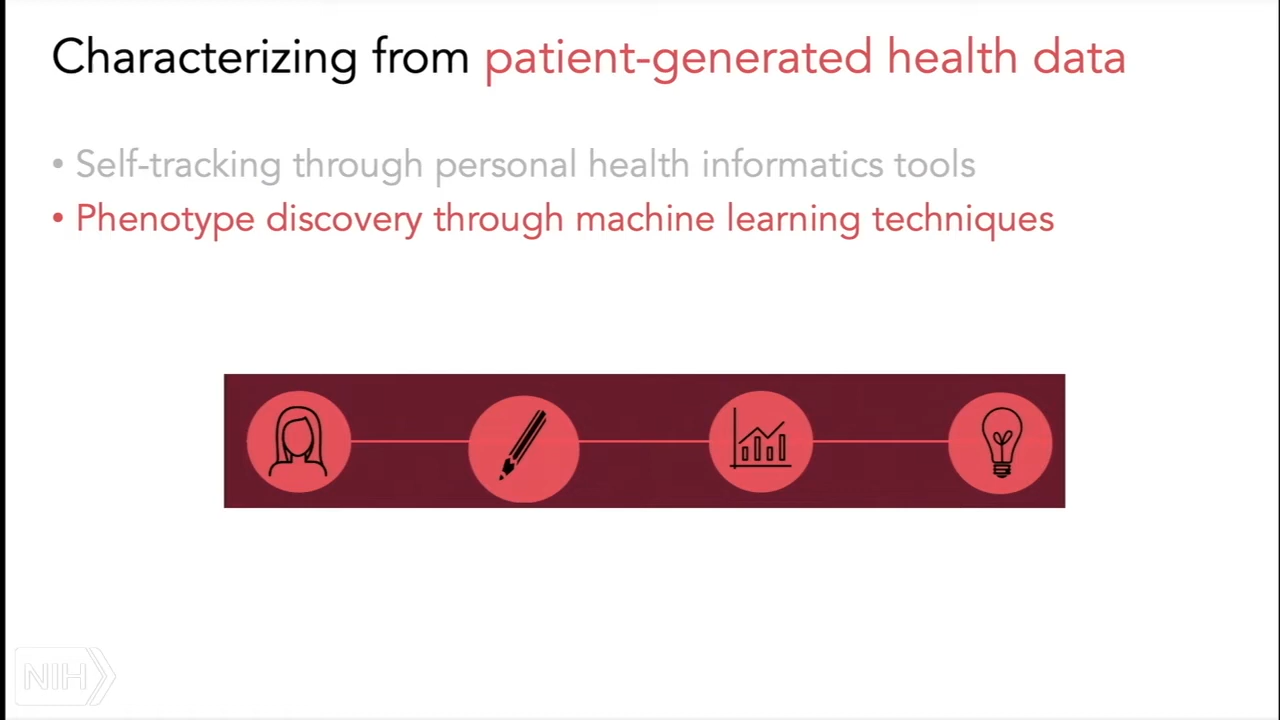 Characterizing from patient-generated health data
• Self-tracking through personal health informatics tools
• Phenotype discovery through machine learning techniques
NIH